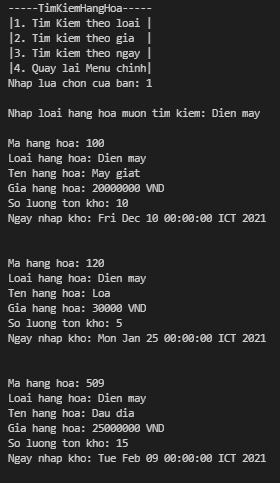 -----TimKiemHangHoa-----
|1. Tim Kiem theo loai |
|2. Tim kiem theo gia  |
|3. Tim kiem theo ngay |
|4. Quay lai Menu chinh|
Nhap lua chon cua ban: 1
Nhap loai hang hoa muon tim kiem: Dien may
Ma hang hoa: 100
Loai hang hoa: Dien may
Ten hang hoa: May giat
Gia hang hoa: 20000000 VND
So luong ton kho: 10
Ngay nhap kho: Fri Dec 10 00:00:00 ICT 2021
Ma hang hoa: 120
Loai hang hoa: Dien may
Ten hang hoa: Loa
Gia hang hoa: 30000 VND
So luong ton kho: 5
Ngay nhap kho: Mon Jan 25 00:00:00 ICT 2021
Ma hang hoa: 509
Loai hang hoa: Dien may
Ten hang hoa: Dau dia
Gia hang hoa: 25000000 VND
So luong ton kho: 15
Ngay nhap kho: Tue Feb 09 00:00:00 ICT 2021